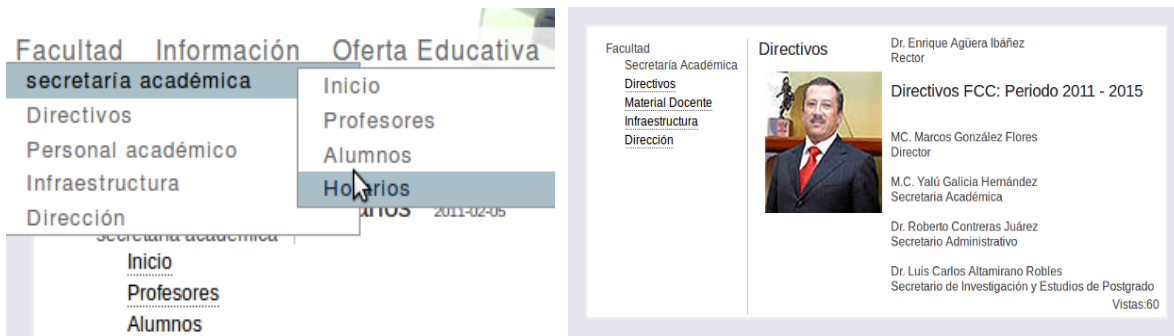 Facultad Información Oferta Educativa
secretaría académica
Directivos
Personal académico
Infraestructura
Dirección
Inicio
Profesores
Alumnos
Horarios
2011-02-05
secretaría académica
Inicio
Profesores
Alumnos
Facultad
Secretaría Académica
Directivos
Material Docente
Infraestructura
Dirección
Directivos
Dr. Enrique Agüera Ibáñez
Rector
Directivos FCC: Periodo 2011 - 2015
MC. Marcos González Flores
Director
M.C. Yalú Galicia Hernández
Secretaria Académica
Dr. Roberto Contreras Juárez
Secretario Administrativo
Dr. Luis Carlos Altamirano Robles
Secretario de Investigación y Estudios de Postgrado
Vistas:60